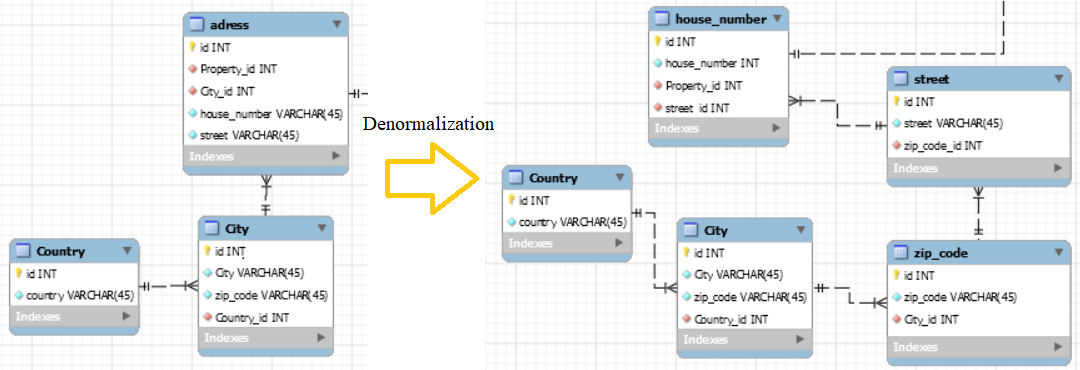 adress
id INT
Property_id INT
City_id INT
house_number VARCHAR(45)
street VARCHAR(45)
Indexes
Country
id INT
country VARCHAR(45)
Indexes
City
id INT
City VARCHAR(45)
zip_code VARCHAR(45)
Country_id INT
Indexes
Denormalization
house_number
id INT
house_number INT
Property_id INT
street_id INT
Indexes
street
id INT
street VARCHAR(45)
zip_code_id INT
Indexes
Country
id INT
country VARCHAR(45)
Indexes
City
id INT
City VARCHAR(45)
zip_code VARCHAR(45)
Country_id INT
Indexes
zip_code
id INT
zip_code VARCHAR(45)
City_id INT
Indexes